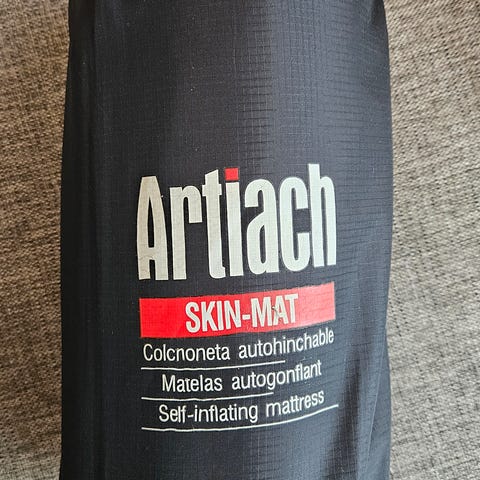 Artiach
SKIN-MAT
Colcnoneta autohinchable
Matelas autogonflant
Self-inflating mattress